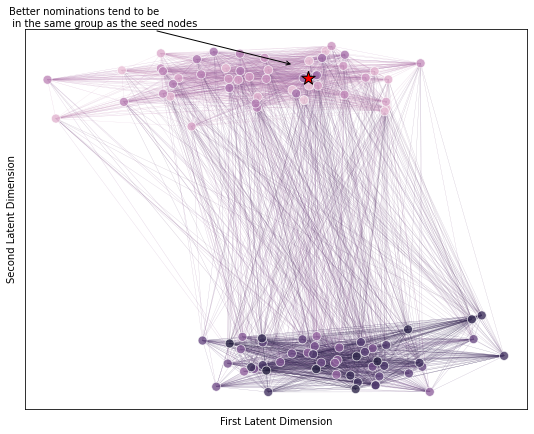 Better nominations tend to be
in the same group as the seed nodes
Second Latent Dimension
First Latent Dimension